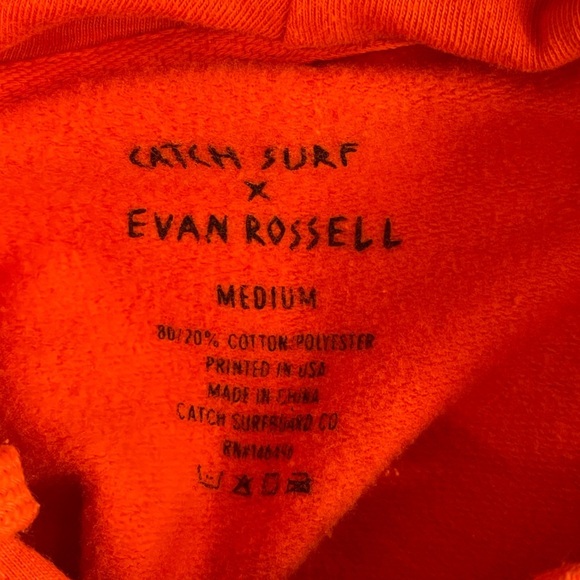 CATCH SURF
X
EVAN ROSSELL
MEDIUM
80/20% COTTON POLYESTER
PRINTED IN USA
MADE IN CHINA
CATCH SURFBOARD CO.